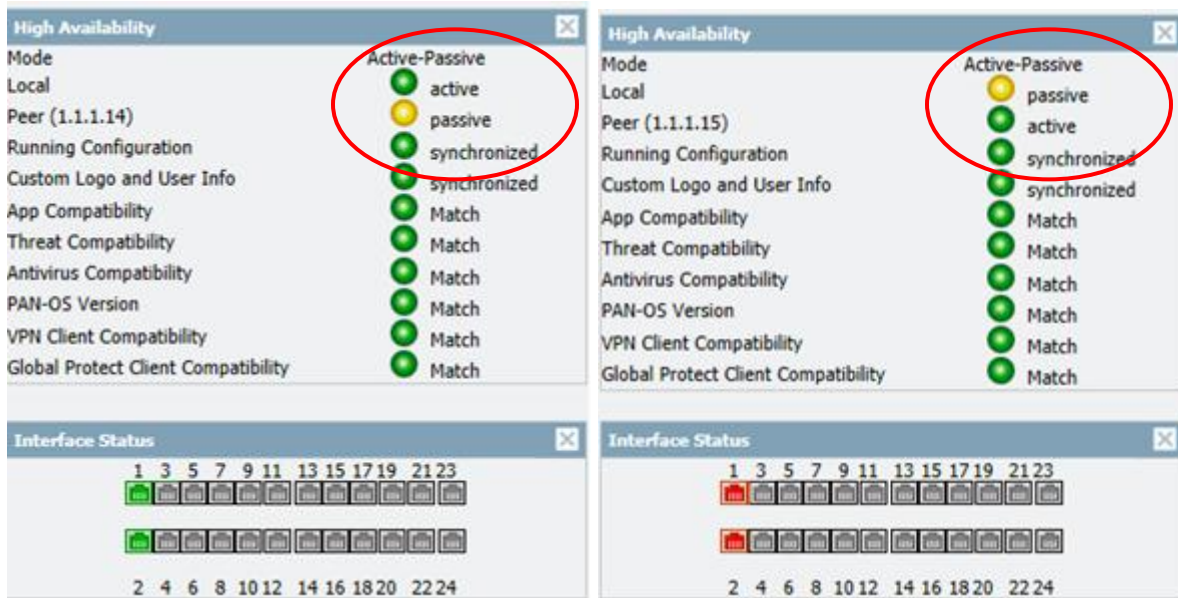 High Availability
Mode Active-Passive
Local active
Peer (1.1.1.14) passive
Running Configuration synchronized
Custom Logo and User Info synchronized
App Compatibility Match
Threat Compatibility Match
Antivirus Compatibility Match
PAN-OS Version Match
VPN Client Compatibility Match
Global Protect Client Compatibility Match
Interface Status
1 3 5 7 9 11 13 15 17 19 21 23
2 4 6 8 10 12 14 16 18 20 22 24
High Availability
Mode Active-Passive
Local passive
Peer (1.1.1.15) active
Running Configuration synchronized
Custom Logo and User Info synchronized
App Compatibility Match
Threat Compatibility Match
Antivirus Compatibility Match
PAN-OS Version Match
VPN Client Compatibility Match
Global Protect Client Compatibility Match
Interface Status
1 3 5 7 9 11 13 15 17 19 21 23
2 4 6 8 10 12 14 16 18 20 22 24